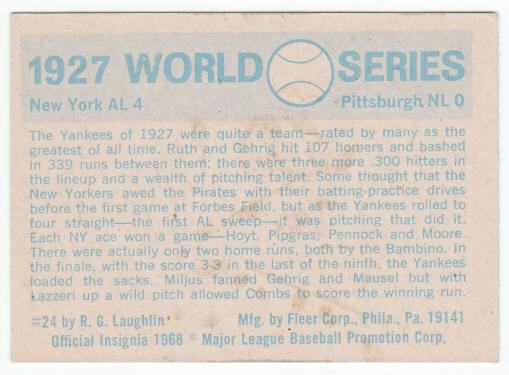 1927 WORLD SERIES
New York AL 4 Pittsburgh NL 0
The Yankees of 1927 were quite a team—rated by many as the
greatest of all time. Ruth and Gehrig hit 107 homers and bashed
in 339 runs between them; there were three more .300 hitters in
the lineup and a wealth of pitching talent. Some thought that the
New Yorkers awed the Pirates with their batting-practice drives
before the first game at Forbes Field, but as the Yankees rolled to
four straight—the first AL sweep—it was pitching that did it.
Each NY ace won a game—Hoyt, Pipgras, Pennock and Moore.
There were actually only two home runs, both by the Bambino. In
the finale, with the score 3-3 in the last of the ninth, the Yankees
loaded the sacks. Miljus fanned Gehrig and Meusel but with
Lazzeri up a wild pitch allowed Combs to score the winning run.
#24 by R. G. Laughlin Mfg. by Fleer Corp., Phila., Pa. 19141
Official Insignia 1968 © Major League Baseball Promotion Corp.